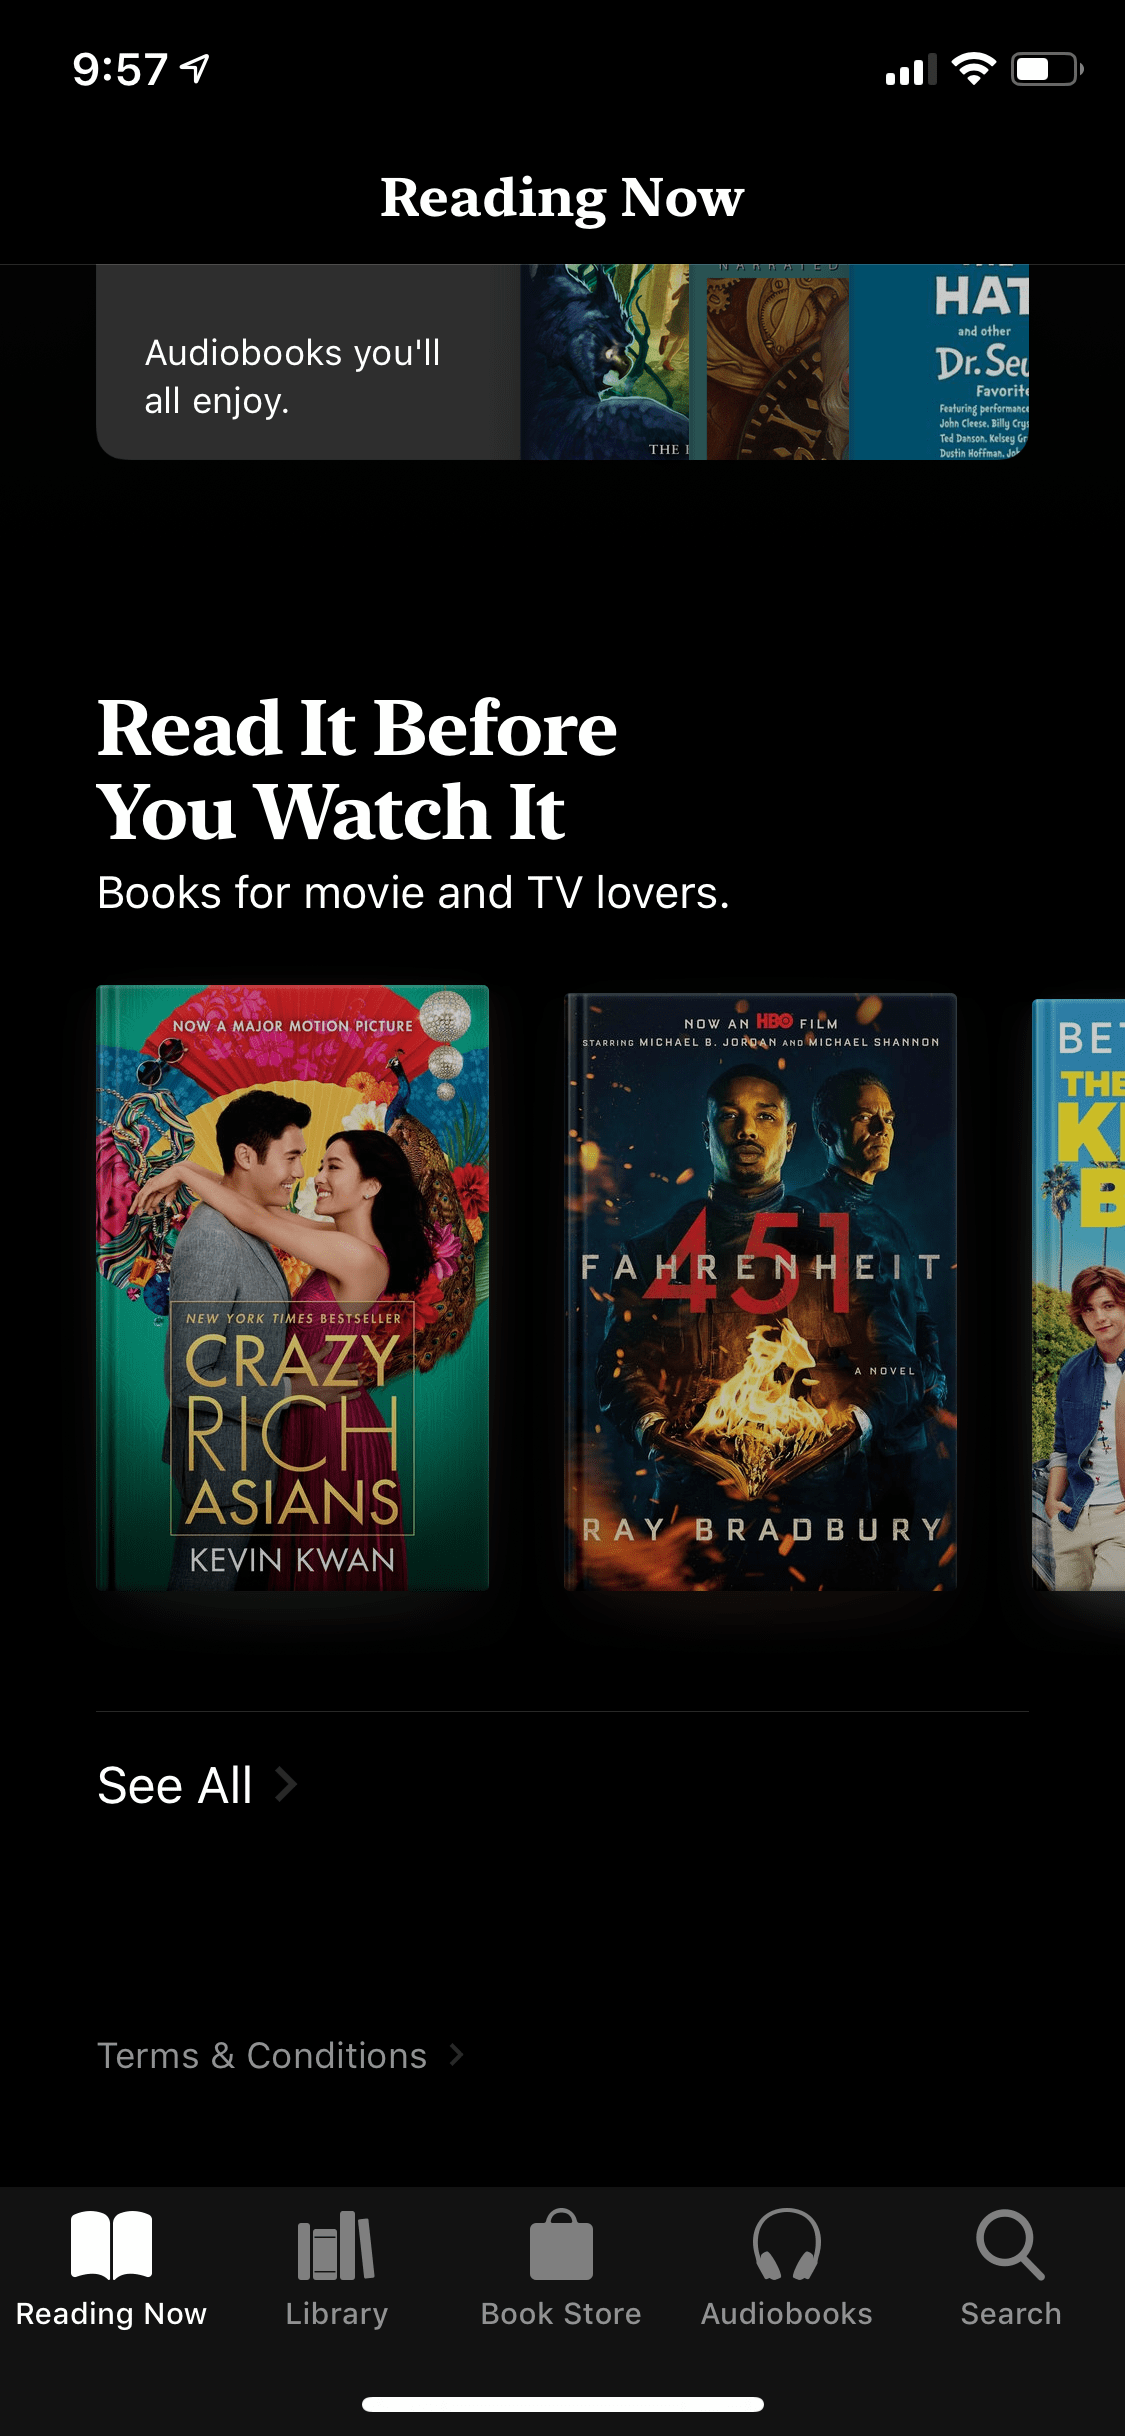 9:57
Reading Now
NARRATED
HAT
and other
Dr. Seu
Favorite
Featuring performance
John Cleese, Billy Crys
Ted Danson, Kelsey Gr
Dustin Hoffman, Joh
THE
Audiobooks you'll
all enjoy.
Read It Before
You Watch It
Books for movie and TV lovers.
NOW A MAJOR MOTION PICTURE
NEW YORK TIMES BESTSELLER
CRAZY
RICH
ASIANS
KEVIN KWAN
NOW AN HBO FILM
STARRING MICHAEL B. JORDAN AND MICHAEL SHANNON
451
FAHRENHEIT
A NOVEL
RAY BRADBURY
BE
THE
KI
B
See All
Terms & Conditions
Reading Now
Library
Book Store
Audiobooks
Search